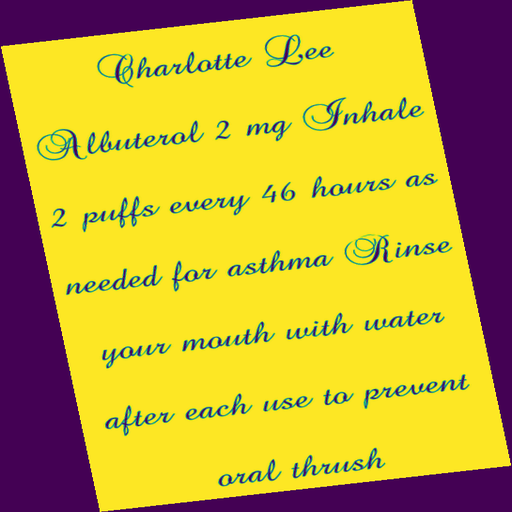 Charlotte Lee
Albuterol 2 mg Inhale
2 puffs every 46 hours as
needed for asthma Rinse
your mouth with water
after each use to prevent
oral thrush